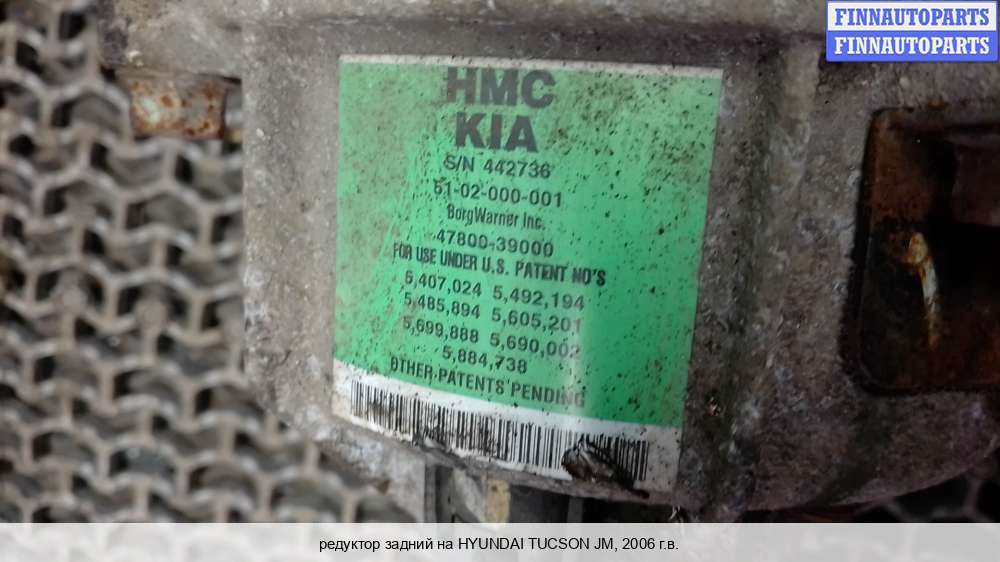 FINNAUTOPARTS
FINNAUTOPARTS
HMC
KIA
S/N 442736
61-02-000-001
BorgWarner Inc.
47800-39000
FOR USE UNDER U.S. PATENT NO'S
5,407,024 5,492,194
5,485,894 5,605,201
5,699,888 5,690,002
5,884,738
OTHER PATENTS PENDING
редуктор задний на HYUNDAI TUCSON JM, 2006 г.в.